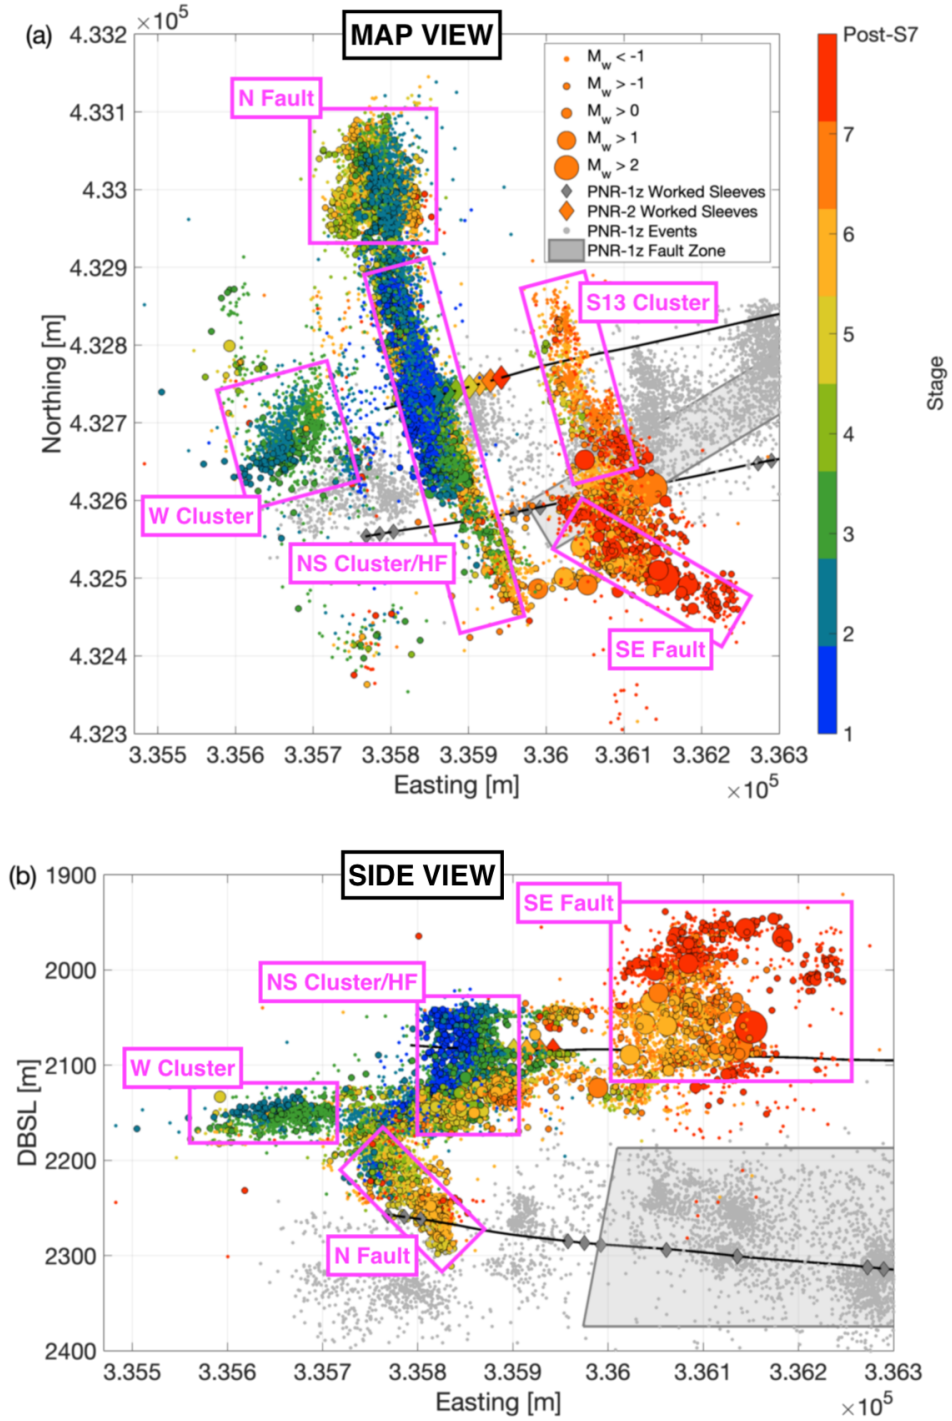 (a)
×10⁵
MAP VIEW
4.332
4.331
4.33
4.329
4.328
4.327
4.326
4.325
4.324
4.323
Northing [m]
N Fault
M_w < -1
M_w > -1
M_w > 0
M_w > 1
M_w > 2
PNR-1z Worked Sleeves
PNR-2 Worked Sleeves
PNR-1z Events
PNR-1z Fault Zone
S13 Cluster
W Cluster
NS Cluster/HF
SE Fault
3.355
3.356
3.357
3.358
3.359
3.36
3.361
3.362
3.363
Easting [m]
×10⁵
Post-S7
7
6
5
4
3
2
1
Stage
(b)
SIDE VIEW
1900
2000
2100
2200
2300
2400
DBSL [m]
SE Fault
NS Cluster/HF
W Cluster
N Fault
3.355
3.356
3.357
3.358
3.359
3.36
3.361
3.362
3.363
Easting [m]
×10⁵